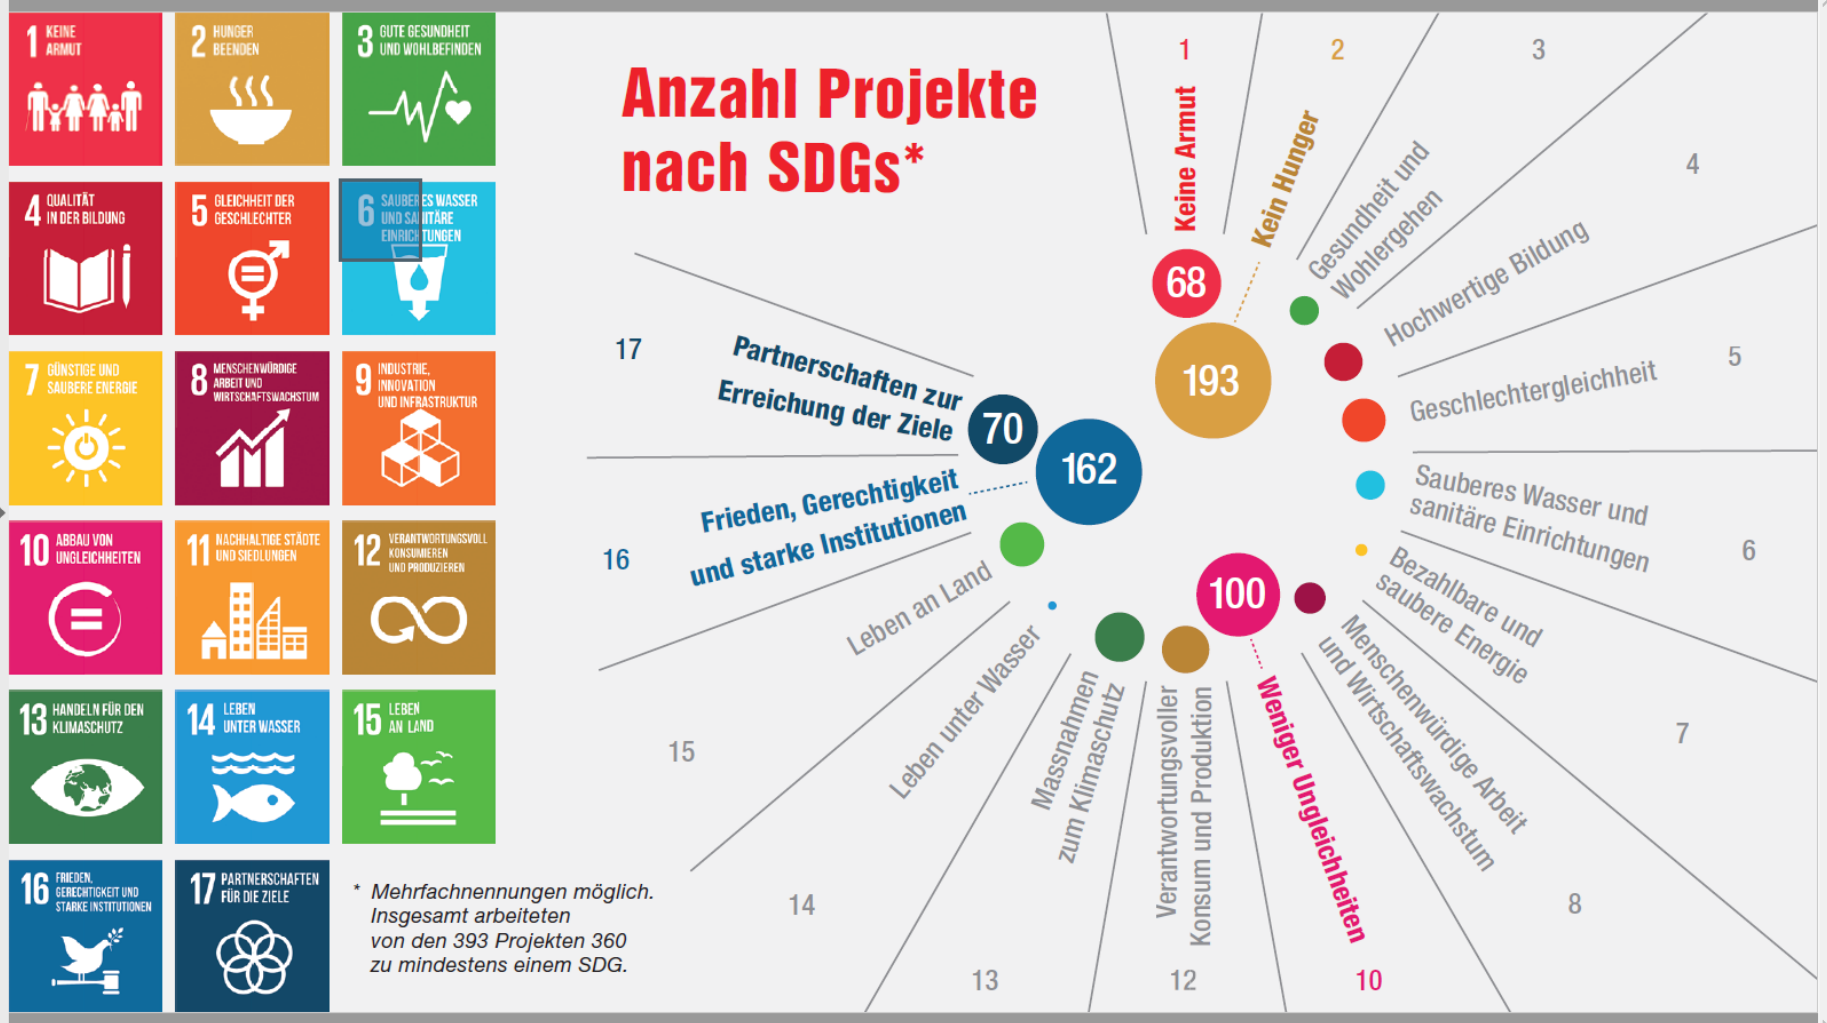 1 KEINE
ARMUT
2 HUNGER
BEENDEN
3 GUTE GESUNDHEIT
UND WOHLBEFINDEN
4 QUALITÄT
IN DER BILDUNG
5 GLEICHHEIT DER
GESCHLECHTER
6 SAUBERES WASSER
UND SANITÄRE
EINRICHTUNGEN
7 GÜNSTIGE UND
SAUBERE ENERGIE
8 MENSCHENWÜRDIGE
ARBEIT UND
WIRTSCHAFTSWACHSTUM
9 INDUSTRIE,
INNOVATION
UND INFRASTRUKTUR
10 ABBAU VON
UNGLEICHHEITEN
11 NACHHALTIGE STÄDTE
UND SIEDLUNGEN
12 VERANTWORTUNGSVOLL
KONSUMIEREN
UND PRODUZIEREN
13 HANDELN FÜR DEN
KLIMASCHUTZ
14 LEBEN
UNTER WASSER
15 LEBEN
AN LAND
16 FRIEDEN,
GERECHTIGKEIT UND
STARKE INSTITUTIONEN
17 PARTNERSCHAFTEN
FÜR DIE ZIELE
* Mehrfachnennungen möglich.
Insgesamt arbeiteten
von den 393 Projekten 360
zu mindestens einem SDG.
Anzahl Projekte
nach SDGs*
1
Keine Armut
68
2
Kein Hunger
193
3
Gesundheit und
Wohlergehen
4
Hochwertige Bildung
5
Geschlechtergleichheit
6
Sauberes Wasser und
sanitäre Einrichtungen
7
Bezahlbare und
saubere Energie
8
Menschenwürdige Arbeit
und Wirtschaftswachstum
10
Weniger Ungleichheiten
100
12
Verantwortungsvoller
Konsum und Produktion
13
Massnahmen
zum Klimaschutz
14
Leben unter Wasser
15
Leben an Land
16
Frieden, Gerechtigkeit
und starke Institutionen
162
17
Partnerschaften zur
Erreichung der Ziele
70